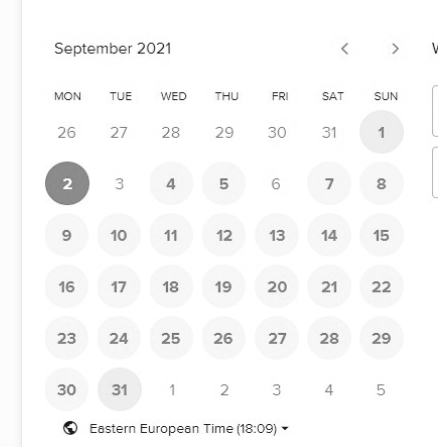 September 2021
MON TUE WED THU FRI SAT SUN
26 27 28 29 30 31 1
2 3 4 5 6 7 8
9 10 11 12 13 14 15
16 17 18 19 20 21 22
23 24 25 26 27 28 29
30 31 1 2 3 4 5
Eastern European Time (18:09)